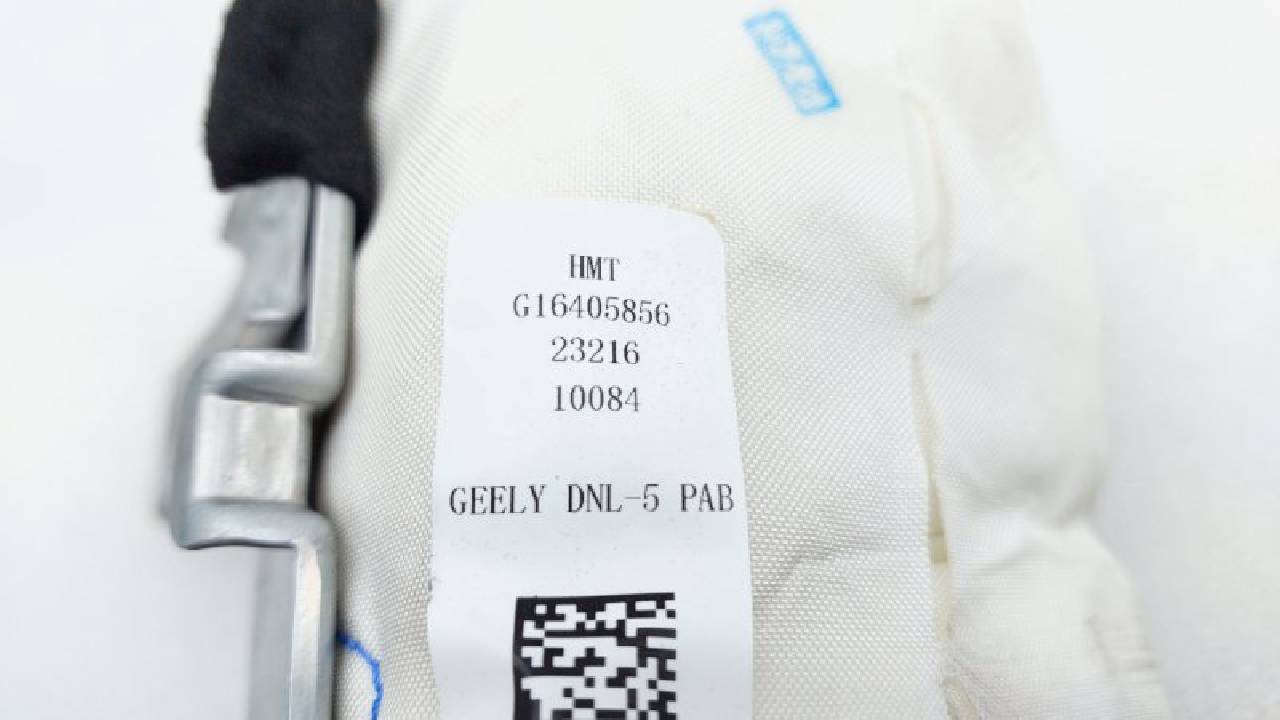 HMT
G16405856
23216
10084
GEELY DNL-5 PAB